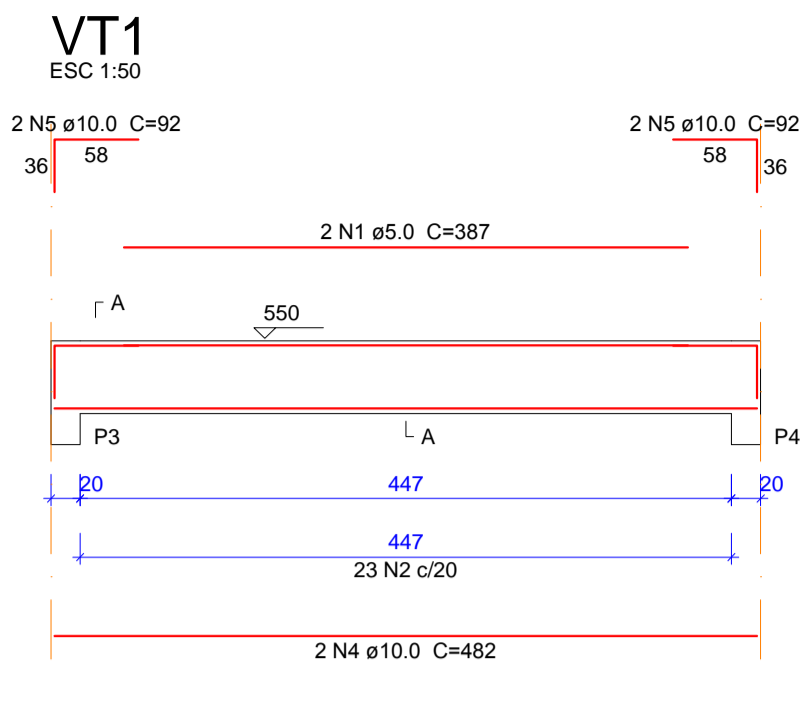 VT1
ESC 1:50
2 N5 ø10.0 C=92
2 N5 ø10.0 C=92
58
58
36
36
2 N1 ø5.0 C=387
A
550
P3
A
P4
20
447
20
447
23 N2 c/20
2 N4 ø10.0 C=482